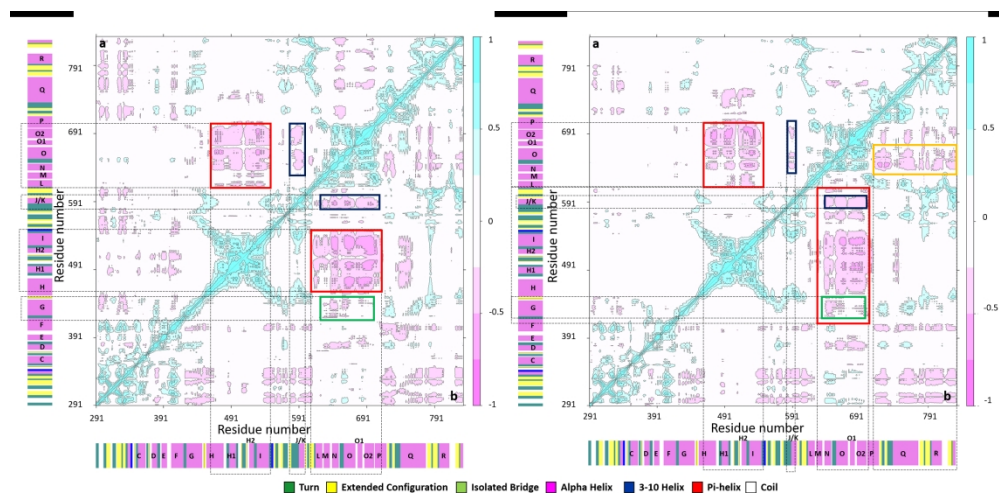 a
a
1
1
R
R
791
791
Q
Q
0.5
0.5
P
P
691
691
O2
O2
O1
O1
O
O
N
N
M
M
L
L
Residue number
Residue number
591
591
J/K
J/K
0
0
I
I
H2
H2
491
491
H1
H1
H
H
-0.5
-0.5
G
G
F
F
391
391
E
E
D
D
C
C
b
b
291
291
-1
-1
291 391 491 591 691 791
291 391 491 591 691 791
Residue number
Residue number
H2 J/K O1
H2 J/K O1
C D E F G H H1 I L M N O O2 P Q R
C D E F G H H1 I L M N O O2 P Q R
Turn Extended Configuration Isolated Bridge Alpha Helix 3-10 Helix Pi-helix Coil